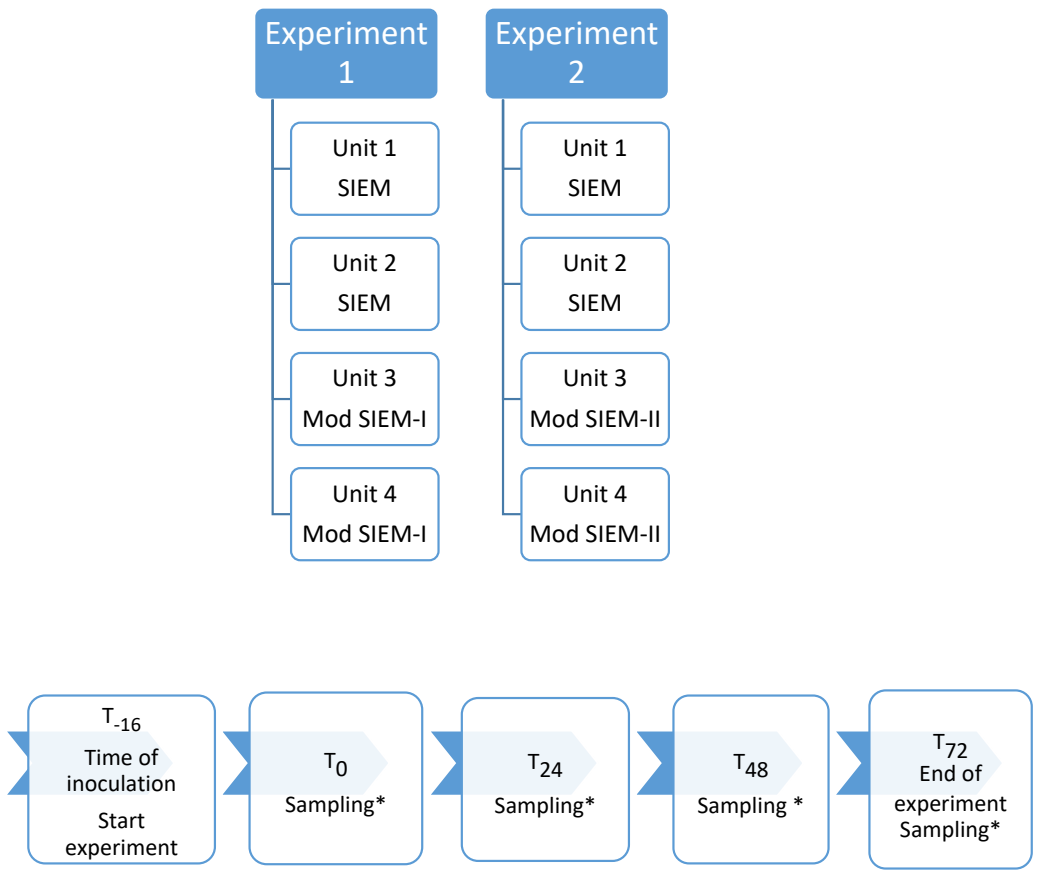 Experiment
1
Unit 1
SIEM
Unit 2
SIEM
Unit 3
Mod SIEM-I
Unit 4
Mod SIEM-I
Experiment
2
Unit 1
SIEM
Unit 2
SIEM
Unit 3
Mod SIEM-II
Unit 4
Mod SIEM-II
T-16
Time of
inoculation
Start
experiment
T0
Sampling*
T24
Sampling*
T48
Sampling *
T72
End of
experiment
Sampling*